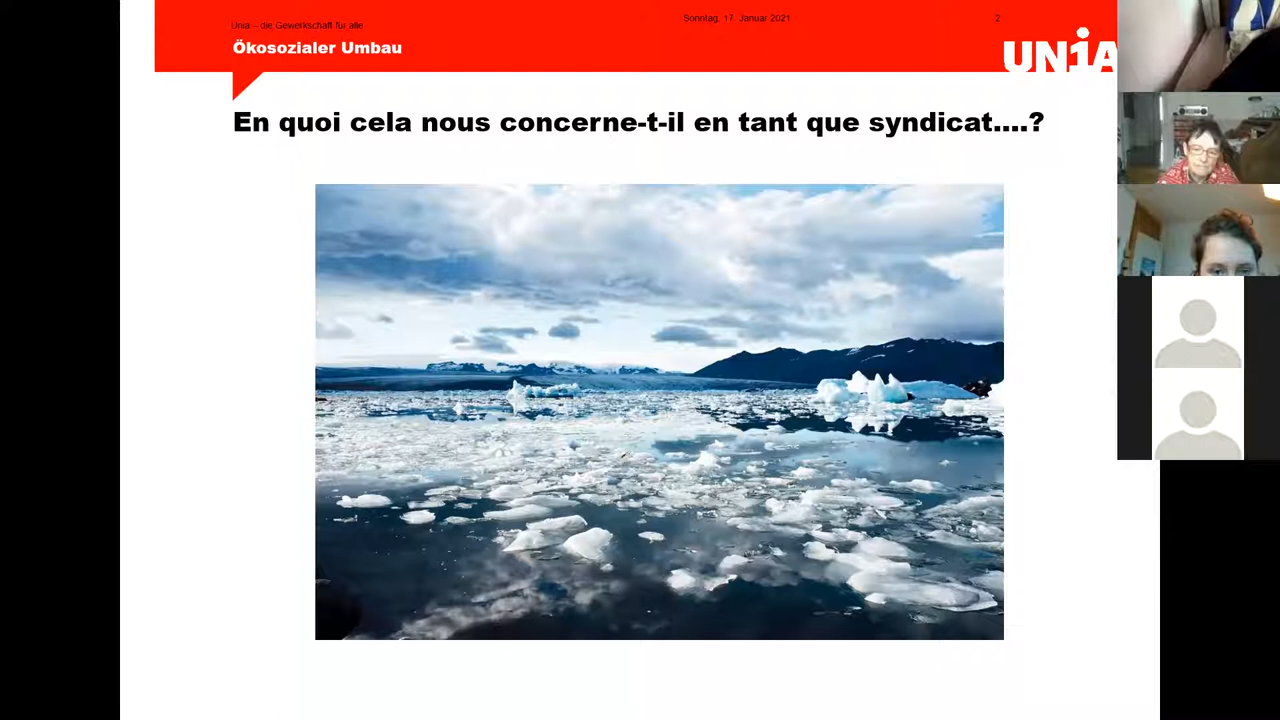 Unia – die Gewerkschaft für alle
Sonntag, 17. Januar 2021
2
Ökosozialer Umbau
UNiA
En quoi cela nous concerne-t-il en tant que syndicat....?